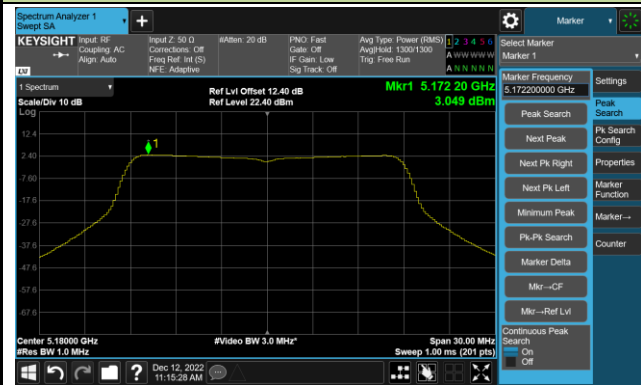 Spectrum Analyzer 1
Swept SA
Marker
KEYSIGHT
LXI
Input: RF
Coupling: AC
Align: Auto
Input Z: 50 Ω
Corrections: Off
Freq Ref: Int (S)
NFE: Adaptive
#Atten: 20 dB
PNO: Fast
Gate: Off
IF Gain: Low
Sig Track: Off
Avg Type: Power (RMS)
Avg|Hold: 1300/1300
Trig: Free Run
1 2 3 4 5 6
A W W W W W
A N N N N N
Select Marker
Marker 1
1 Spectrum
Scale/Div 10 dB
Log
Ref Lvl Offset 12.40 dB
Ref Level 22.40 dBm
Mkr1 5.172 20 GHz
3.049 dBm
1
12.4
2.40
-7.60
-17.6
-27.6
-37.6
-47.6
-57.6
-67.6
Center 5.18000 GHz
#Res BW 1.0 MHz
#Video BW 3.0 MHz*
Span 30.00 MHz
Sweep 1.00 ms (201 pts)
Marker Frequency
5.172200000 GHz
Peak Search
Next Peak
Next Pk Right
Next Pk Left
Minimum Peak
Pk-Pk Search
Marker Delta
Mkr→CF
Mkr→Ref Lvl
Continuous Peak
Search
On
Off
Settings
Peak
Search
Pk Search
Config
Properties
Marker
Function
Marker→
Counter
?
Dec 12, 2022
11:15:28 AM